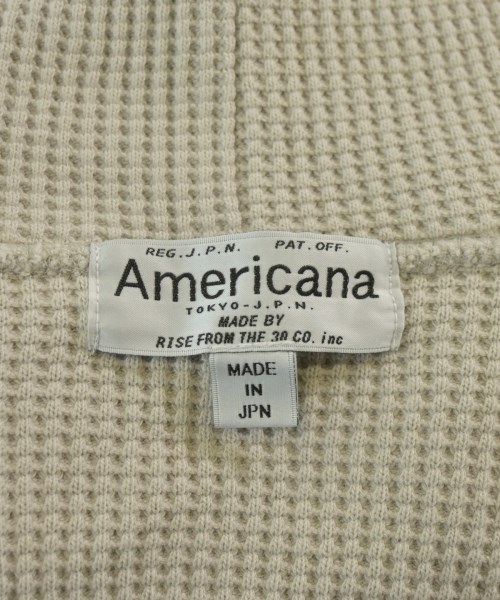 REG. J. P. N. PAT. OFF.
Americana
TOKYO-J.P.N.
MADE BY
RISE FROM THE 30 CO. inc
MADE
IN
JPN